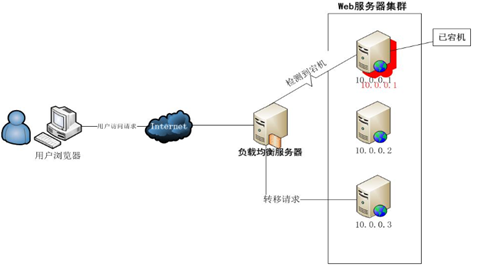 Web服务器集群
已宕机
检测到宕机
10.0.0.1
10.0.0.1
用户访问请求
Internet
10.0.0.2
负载均衡服务器
用户浏览器
转移请求
10.0.0.3